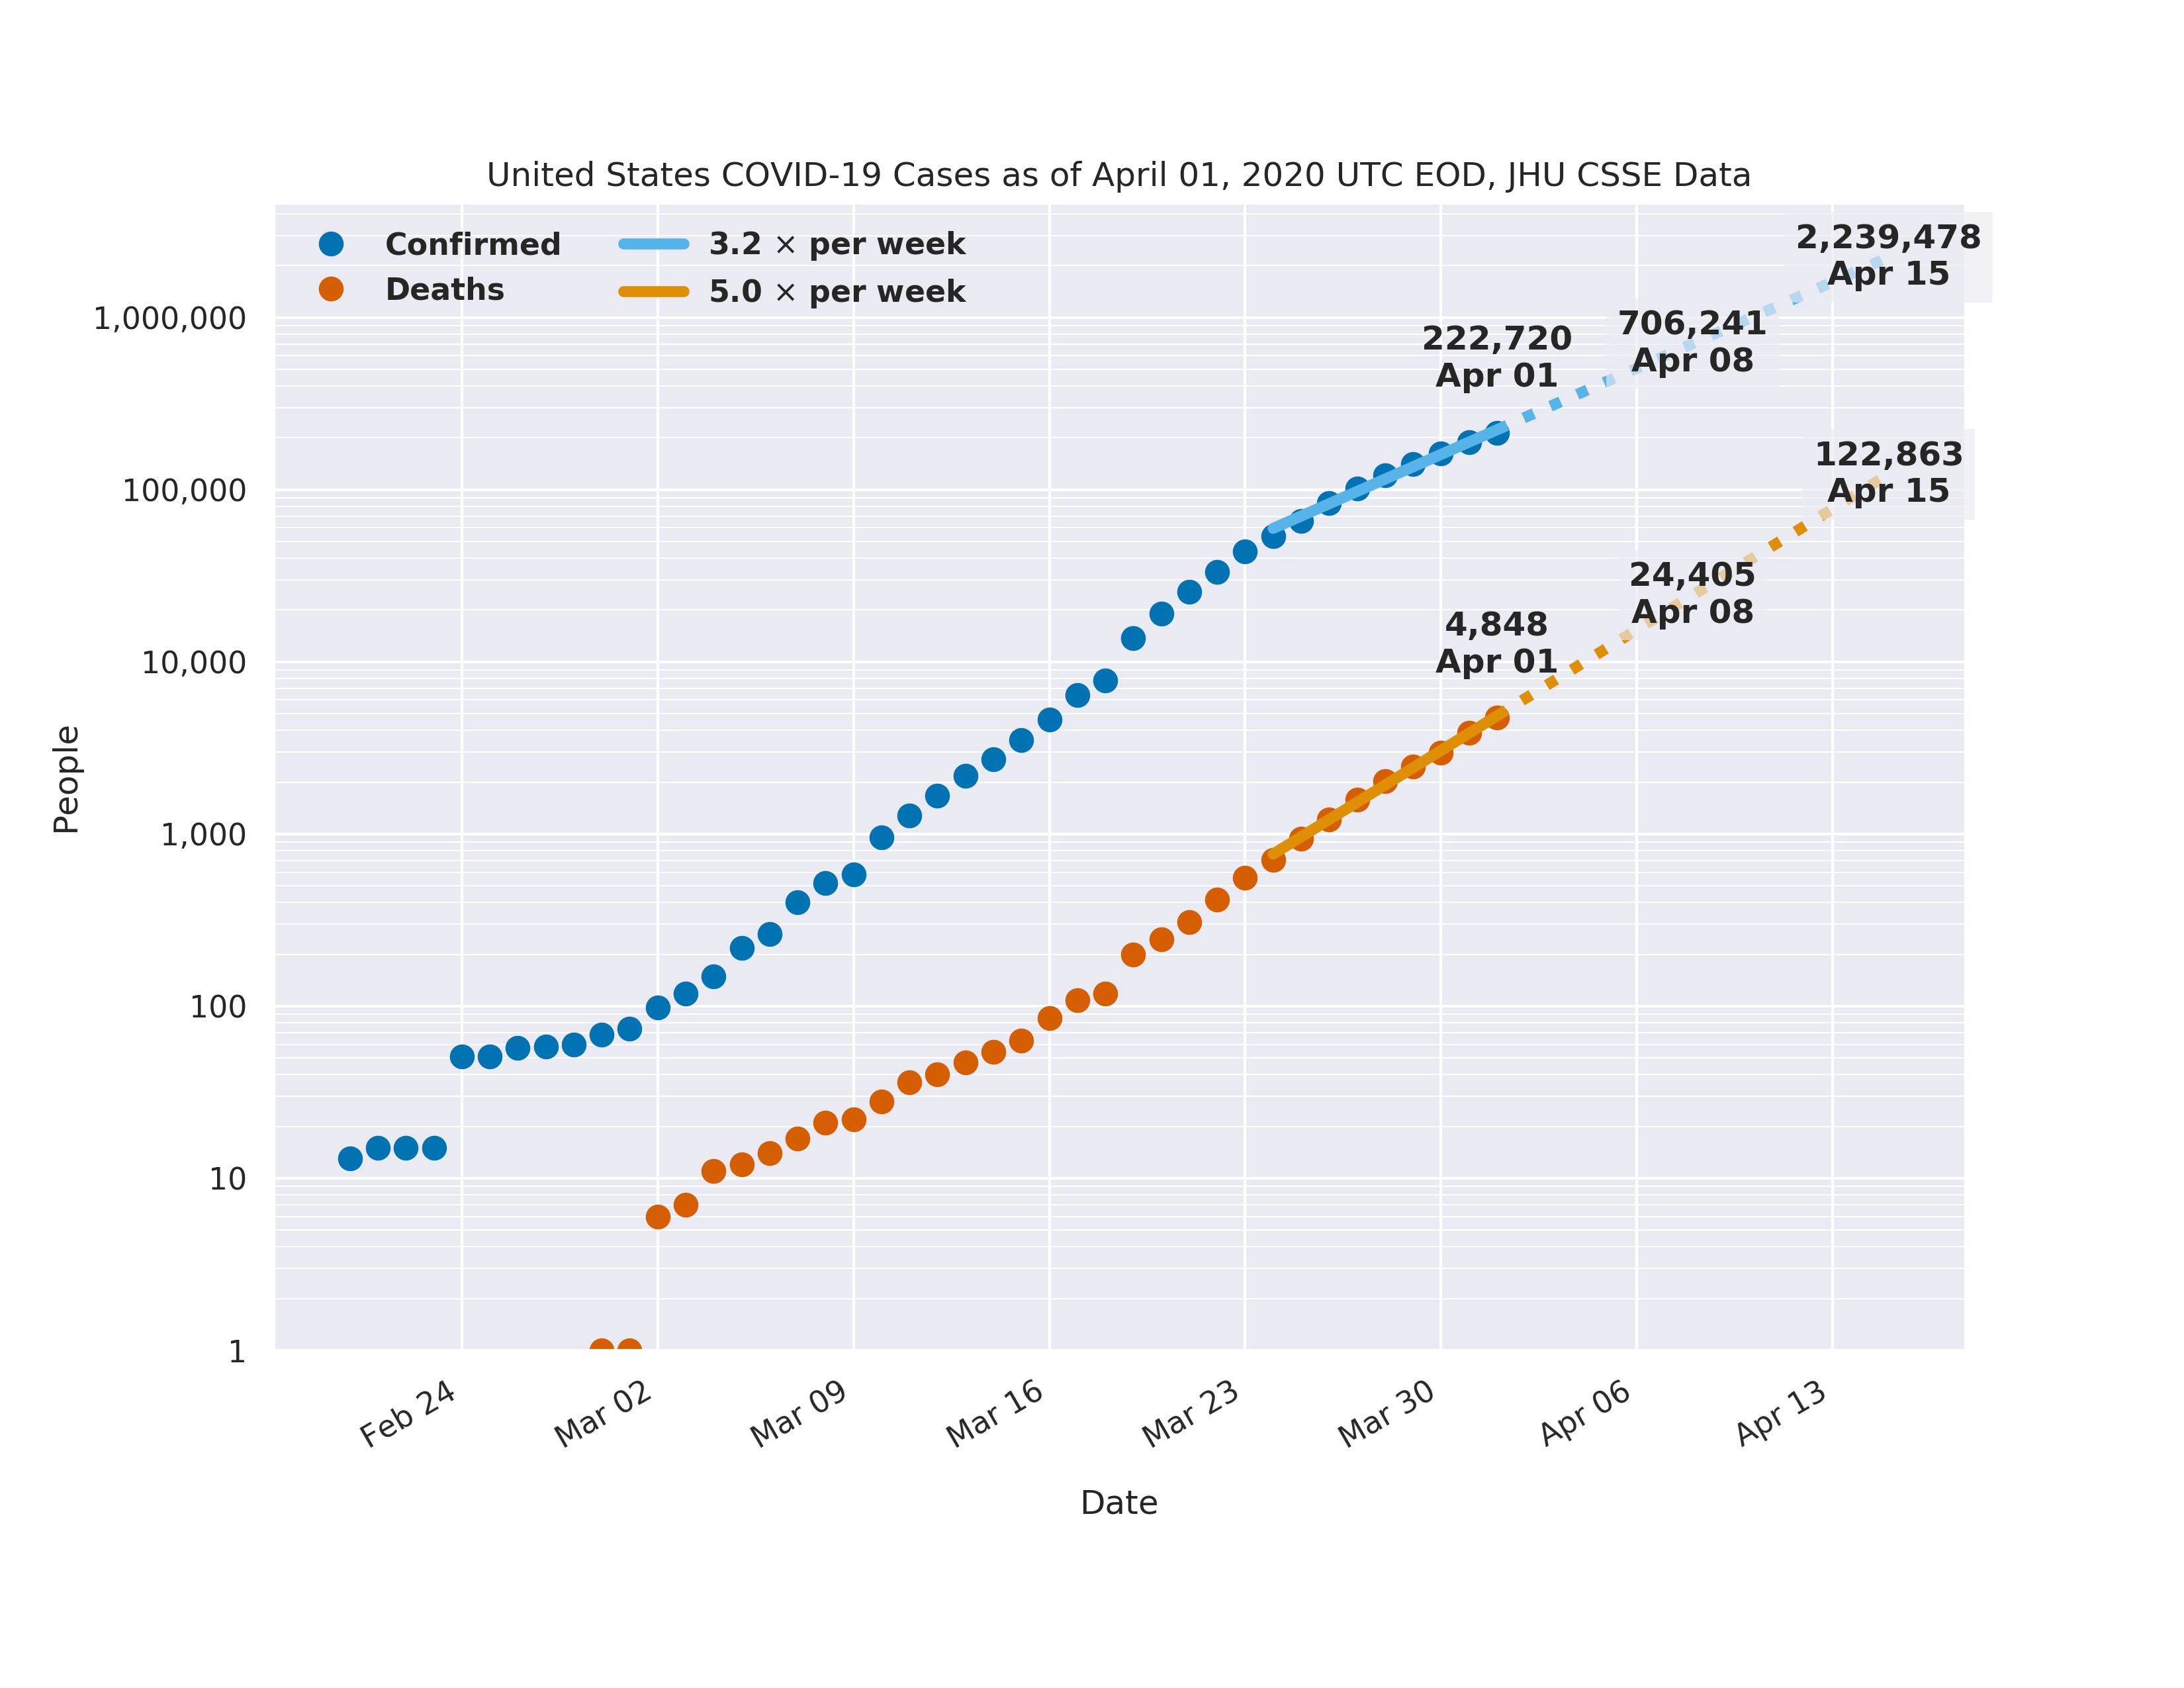 United States COVID-19 Cases as of April 01, 2020 UTC EOD, JHU CSSE Data
Confirmed
Deaths
3.2 × per week
5.0 × per week
2,239,478
Apr 15
706,241
Apr 08
222,720
Apr 01
122,863
Apr 15
24,405
Apr 08
4,848
Apr 01
1,000,000
100,000
10,000
1,000
100
10
1
People
Feb 24
Mar 02
Mar 09
Mar 16
Mar 23
Mar 30
Apr 06
Apr 13
Date